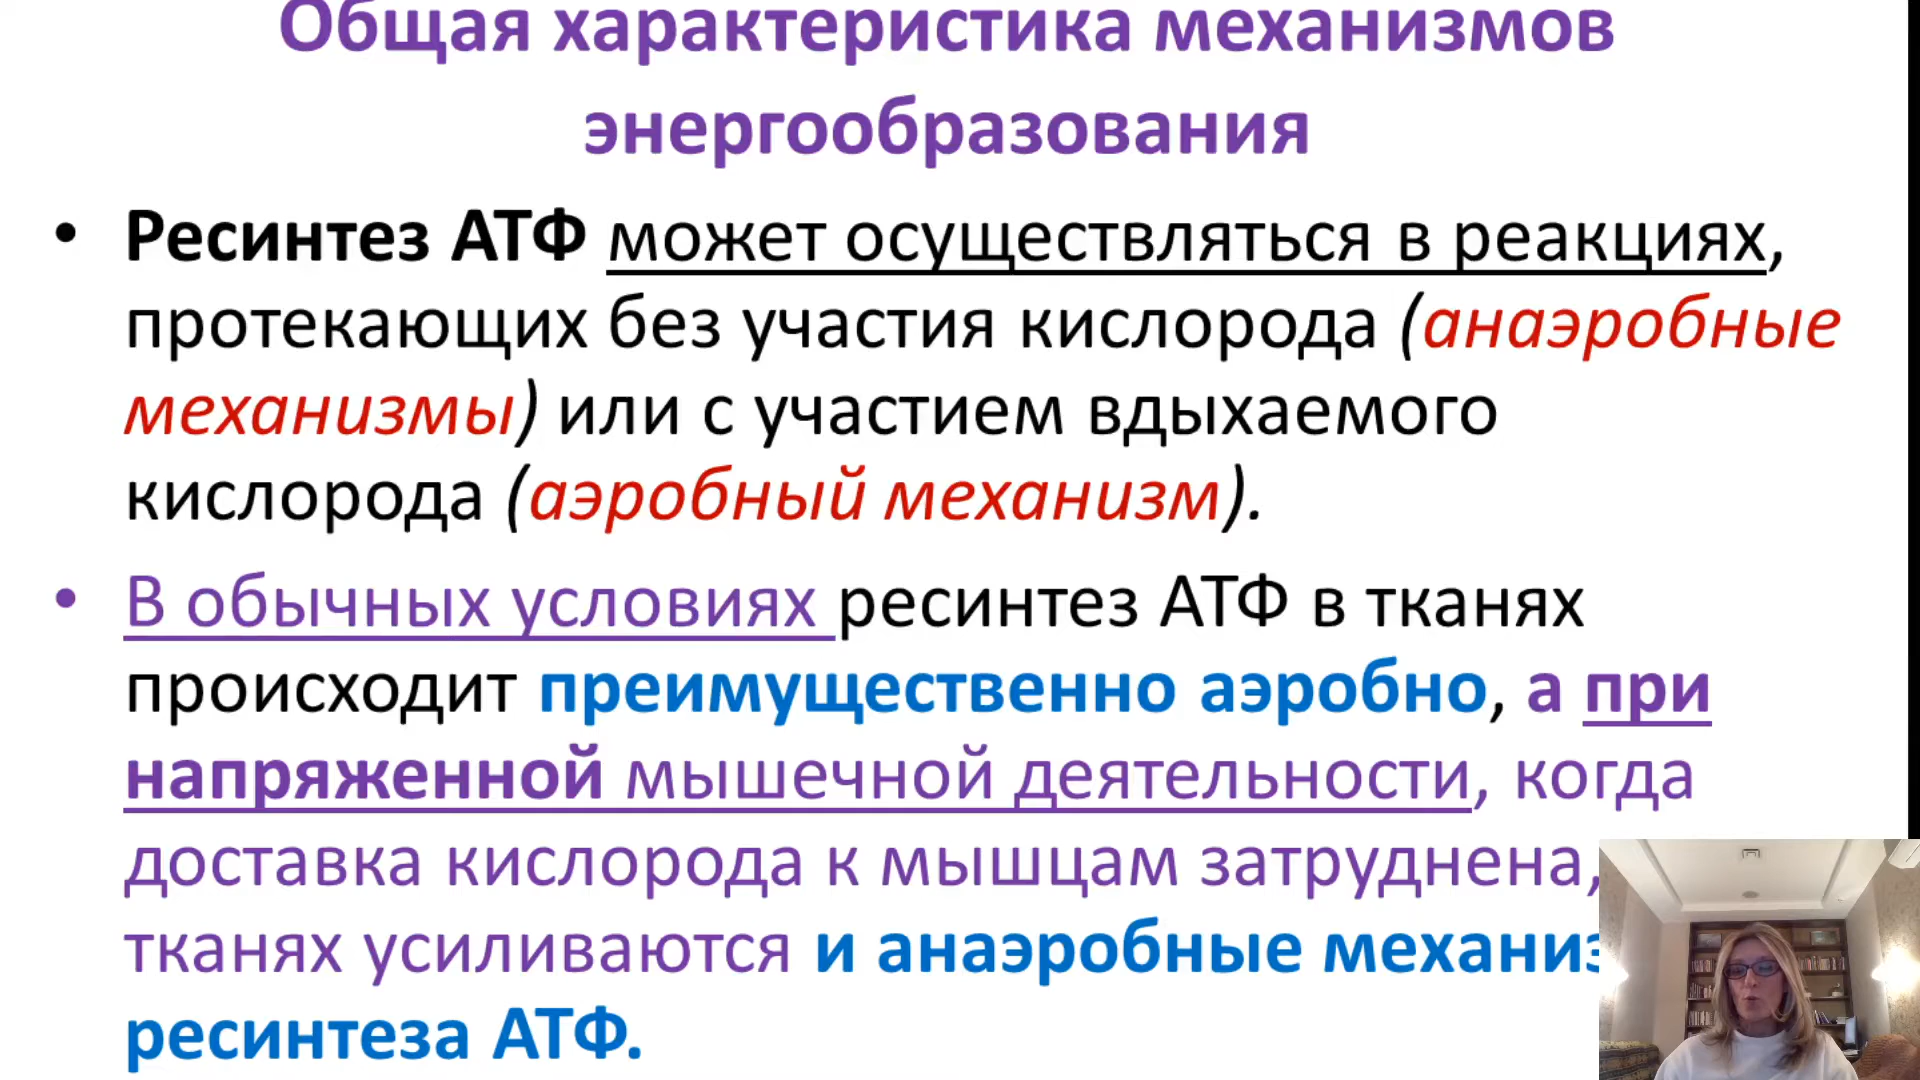 Общая характеристика механизмов
энергообразования
• Ресинтез АТФ может осуществляться в реакциях,
протекающих без участия кислорода (анаэробные
механизмы) или с участием вдыхаемого
кислорода (аэробный механизм).
• В обычных условиях ресинтез АТФ в тканях
происходит преимущественно аэробно, а при
напряженной мышечной деятельности, когда
доставка кислорода к мышцам затруднена,
тканях усиливаются и анаэробные
ресинтеза АТФ.